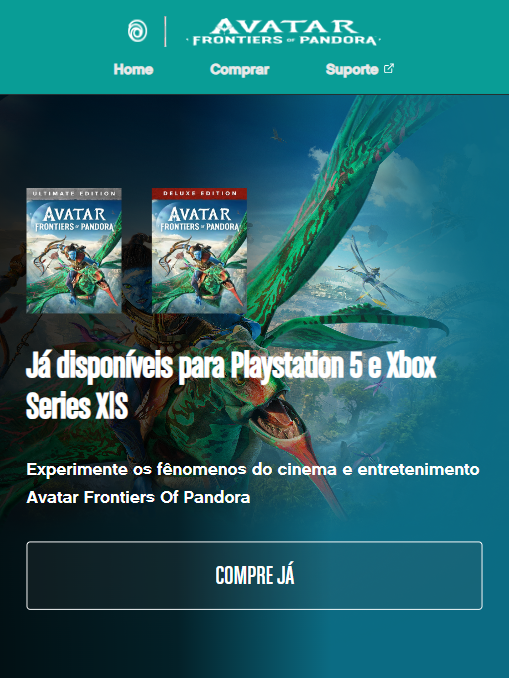 AVATAR
FRONTIERS OF PANDORA
Home Comprar Suporte
ULTIMATE EDITION
AVATAR
FRONTIERS OF PANDORA
DELUXE EDITION
AVATAR
FRONTIERS OF PANDORA
Já disponíveis para Playstation 5 e Xbox
Series XIS
Experimente os fênomenos do cinema e entretenimento
Avatar Frontiers Of Pandora
COMPRE JÁ